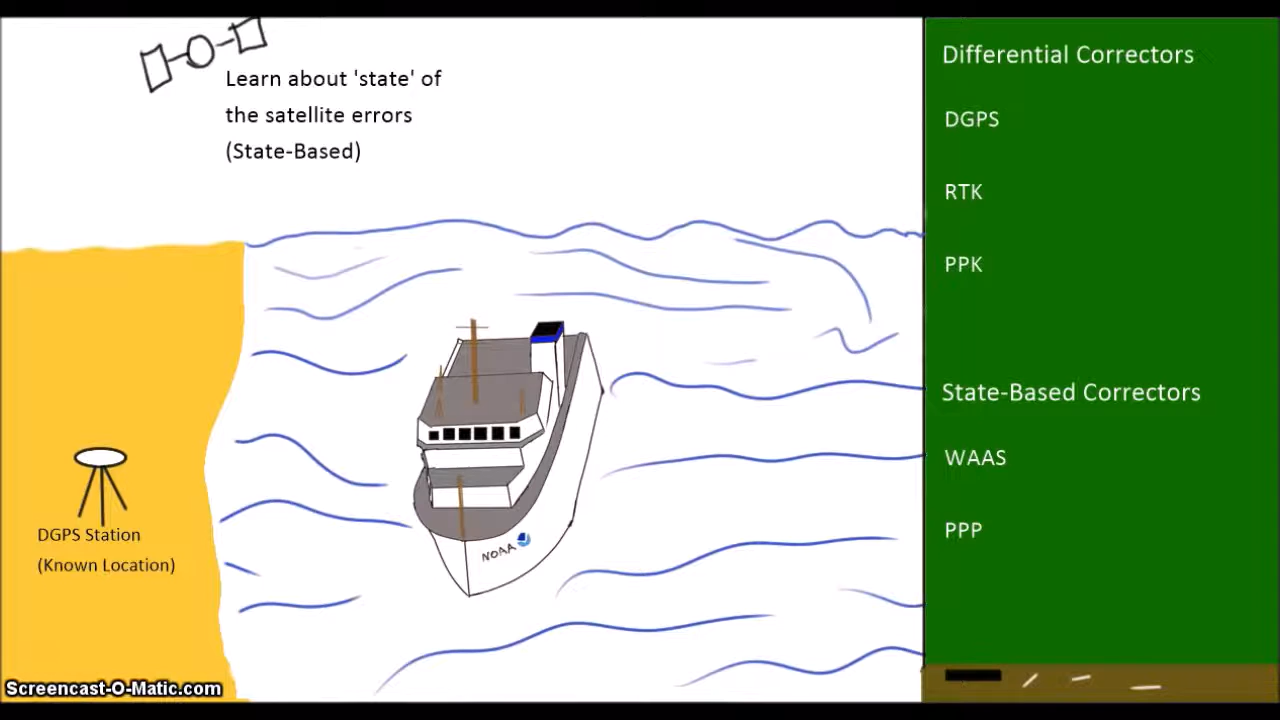 Learn about 'state' of
the satellite errors
(State-Based)
DGPS Station
(Known Location)
NOAA
Differential Correctors
DGPS
RTK
PPK
State-Based Correctors
WAAS
PPP
Screencast-O-Matic.com